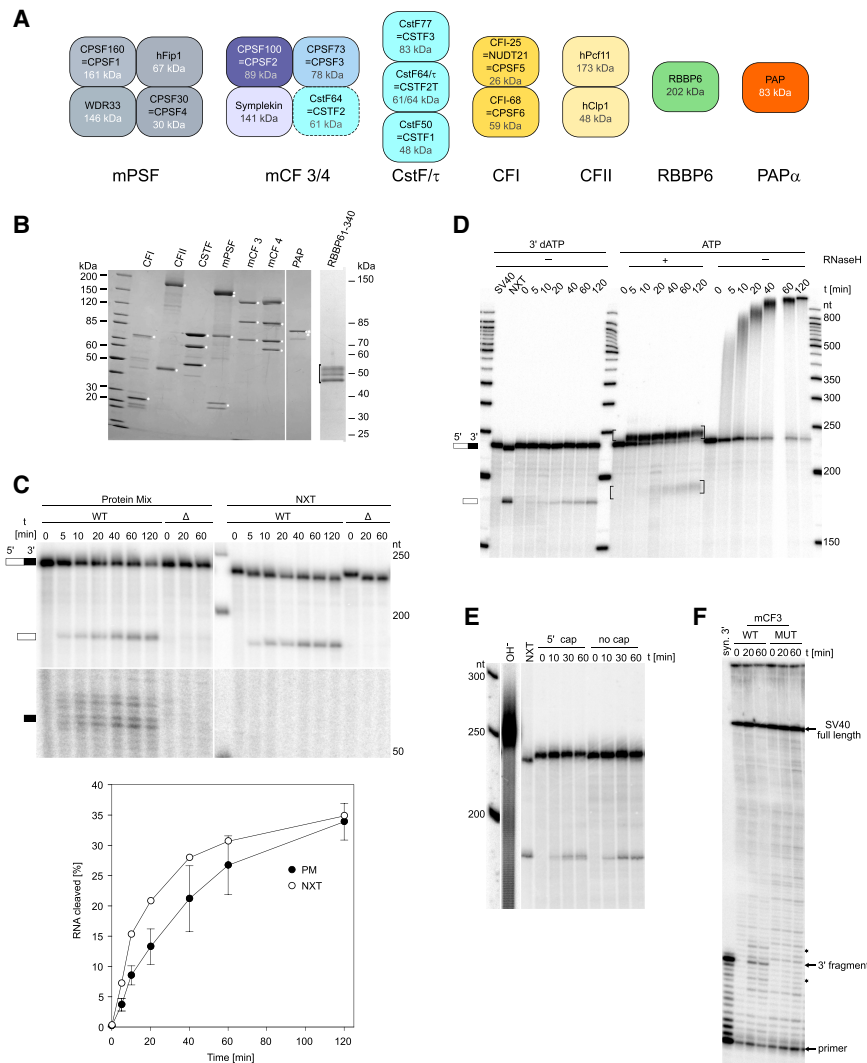 A
CPSF160
=CPSF1
161 kDa
hFip1
67 kDa
WDR33
146 kDa
CPSF30
=CPSF4
30 kDa
mPSF
CPSF100
=CPSF2
89 kDa
CPSF73
=CPSF3
78 kDa
Symplekin
141 kDa
CstF64
=CSTF2
61 kDa
mCF 3/4
CstF77
=CSTF3
83 kDa
CstF64/τ
=CSTF2T
61/64 kDa
CstF50
=CSTF1
48 kDa
CstF/τ
CFI-25
=NUDT21
=CPSF5
26 kDa
CFI-68
=CPSF6
59 kDa
CFI
hPcf11
173 kDa
hClp1
48 kDa
CFII
RBBP6
202 kDa
RBBP6
PAP
83 kDa
PAPα
B
kDa
CFI
CFII
CSTF
mPSF
mCF 3
mCF 4
PAP
RBBP61-340
kDa
200
150
120
85
60
50
30
20
150
85
70
60
50
40
30
25
C
Protein Mix
NXT
t
[min]
WT
Δ
WT
Δ
0 5 10 20 40 60 120 0 20 60
0 5 10 20 40 60 120 0 20 60
nt
5' 3'
250
200
50
RNA cleaved [%]
40
35
30
25
20
15
10
5
0
PM
NXT
0 20 40 60 80 100 120
Time [min]
D
3' dATP
ATP
–
+
–
RNaseH
SV40
NXT
0 5 10 20 40 60 120
0 5 10 20 40 60 120
0 5 10 20 40 60 120
t [min]
nt
800
500
350
300
250
200
150
5' 3'
E
OH-
NXT
5' cap
no cap
0 10 30 60 0 10 30 60
t [min]
nt
300
250
200
F
mCF3
syn. 3'
WT
MUT
0 20 60 0 20 60
t [min]
SV40
full length
*
3' fragment
*
primer